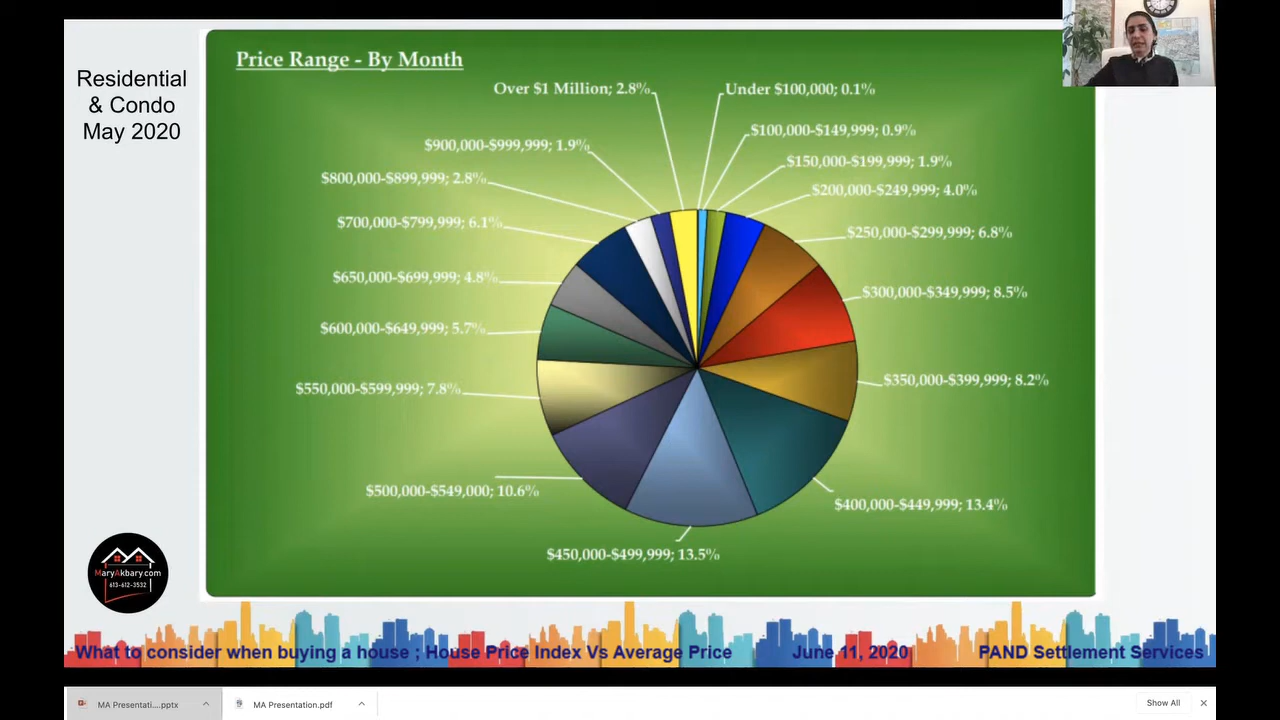 Residential
& Condo
May 2020
Price Range - By Month
Over $1 Million; 2.8%
Under $100,000; 0.1%
$100,000-$149,999; 0.9%
$900,000-$999,999; 1.9%
$150,000-$199,999; 1.9%
$800,000-$899,999; 2.8%
$200,000-$249,999; 4.0%
$700,000-$799,999; 6.1%
$250,000-$299,999; 6.8%
$650,000-$699,999; 4.8%
$300,000-$349,999; 8.5%
$600,000-$649,999; 5.7%
$350,000-$399,999; 8.2%
$550,000-$599,999; 7.8%
$500,000-$549,000; 10.6%
$400,000-$449,999; 13.4%
$450,000-$499,999; 13.5%
MaryAkbary.com
613-612-3532
What to consider when buying a house ; House Price Index Vs Average Price June 11, 2020 PAND Settlement Services
MA Presentati....pptx MA Presentation.pdf Show All